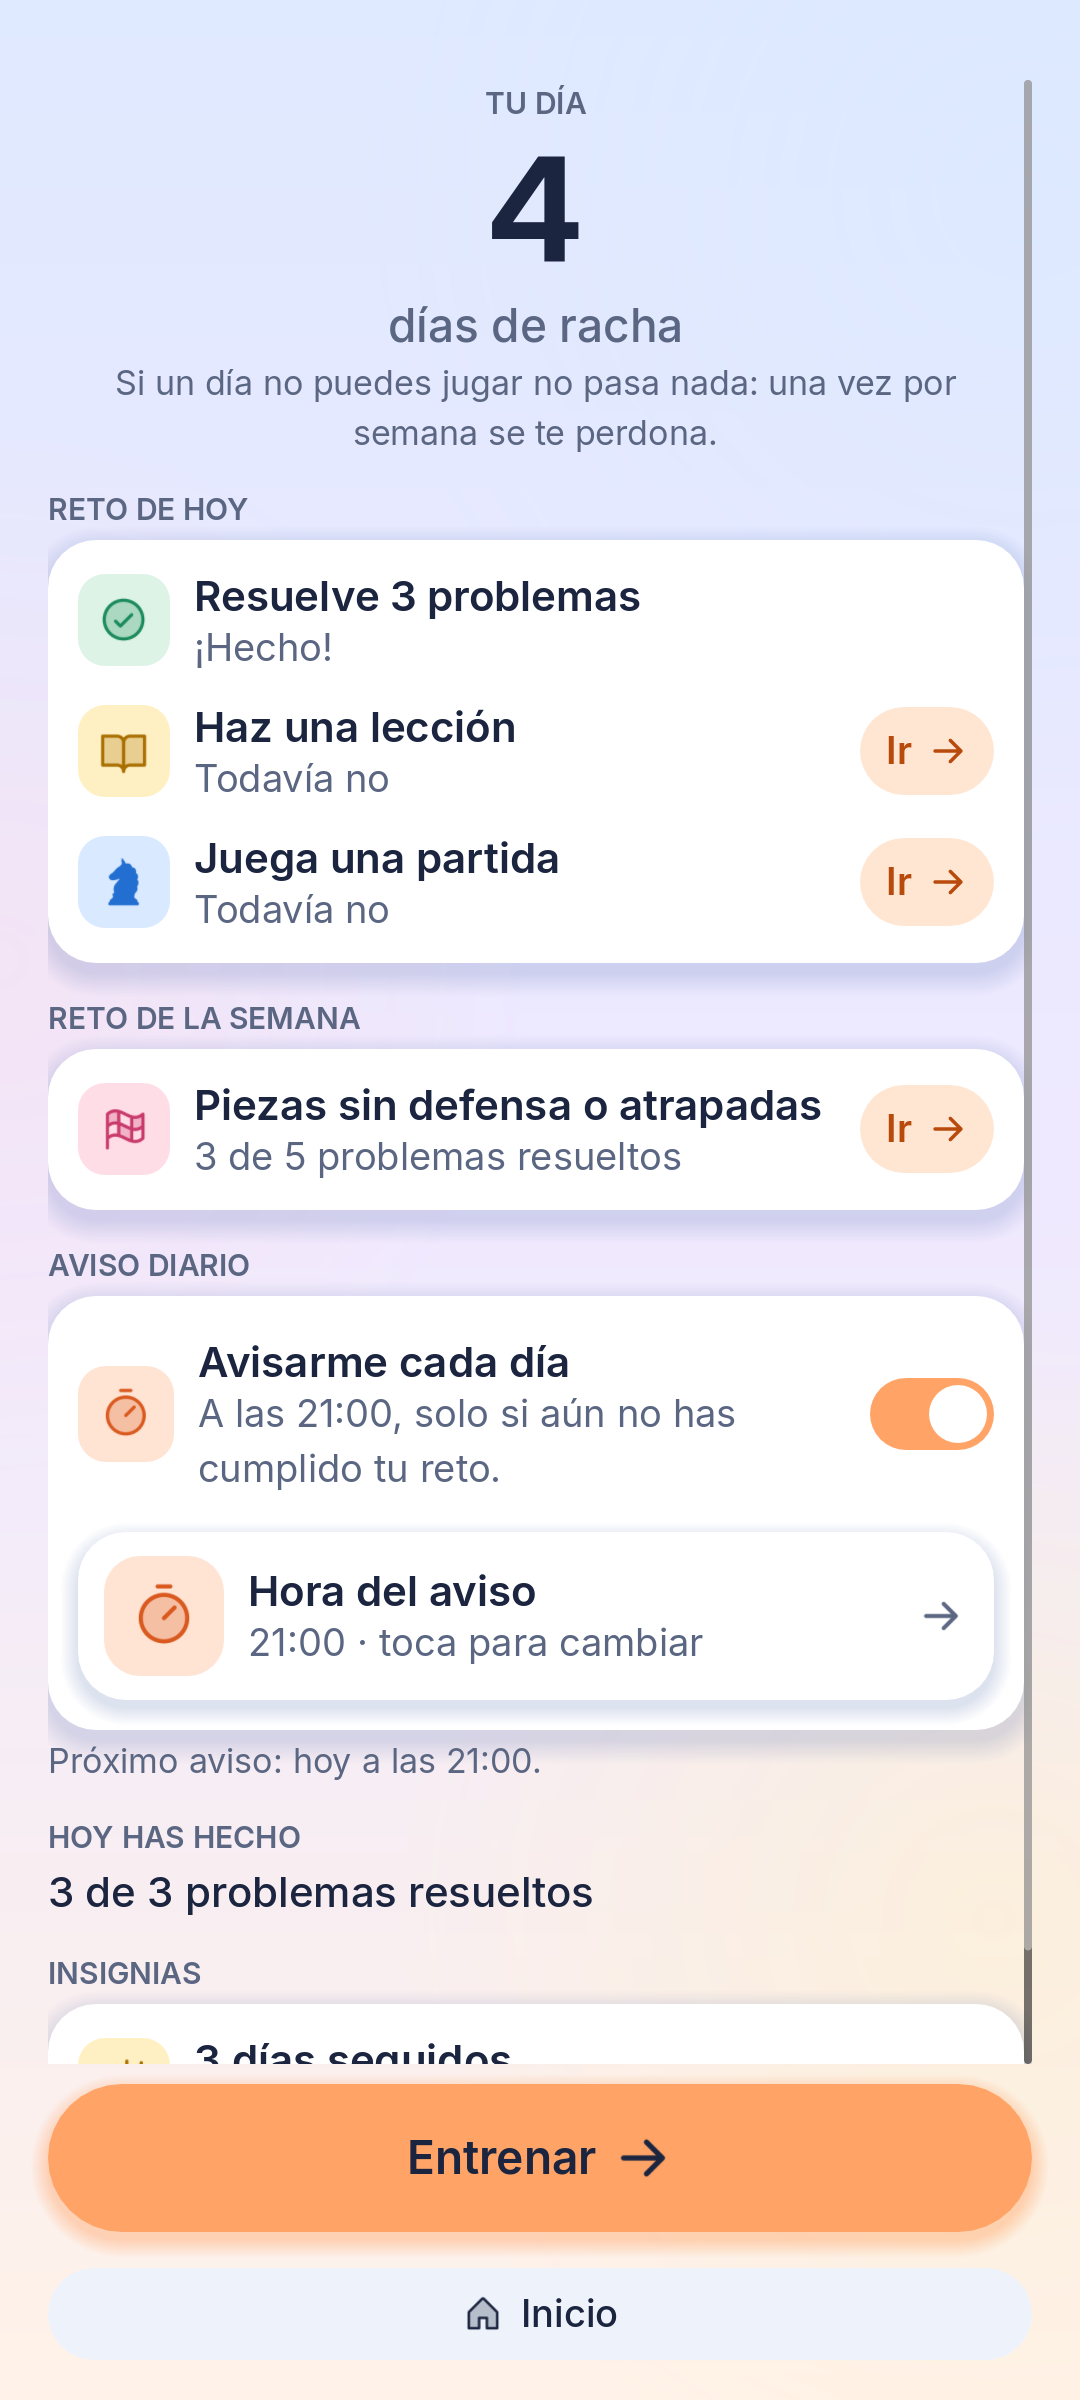 TU DÍA
4
días de racha
Si un día no puedes jugar no pasa nada: una vez por
semana se te perdona.
RETO DE HOY
Resuelve 3 problemas
¡Hecho!
Haz una lección
Todavía no
Ir
Juega una partida
Todavía no
Ir
RETO DE LA SEMANA
Piezas sin defensa o atrapadas
3 de 5 problemas resueltos
Ir
AVISO DIARIO
Avisarme cada día
A las 21:00, solo si aún no has
cumplido tu reto.
Hora del aviso
21:00 · toca para cambiar
Próximo aviso: hoy a las 21:00.
HOY HAS HECHO
3 de 3 problemas resueltos
INSIGNIAS
3 días seguidos
Entrenar
Inicio